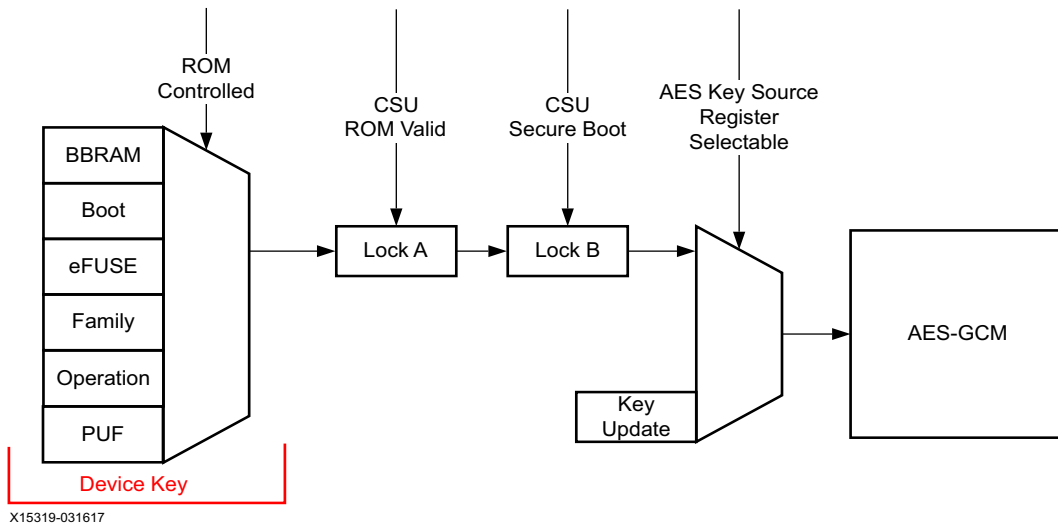 ROM
Controlled
CSU
ROM Valid
CSU
Secure Boot
AES Key Source
Register
Selectable
BBRAM
Boot
eFUSE
Family
Operation
PUF
Lock A
Lock B
Key
Update
AES-GCM
Device Key
X15319-031617